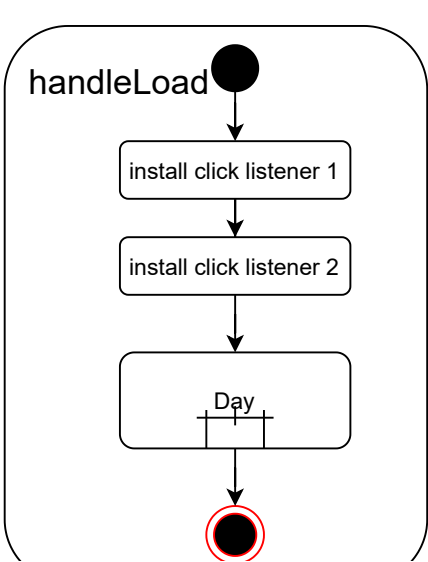 handleLoad
install click listener 1
install click listener 2
Day